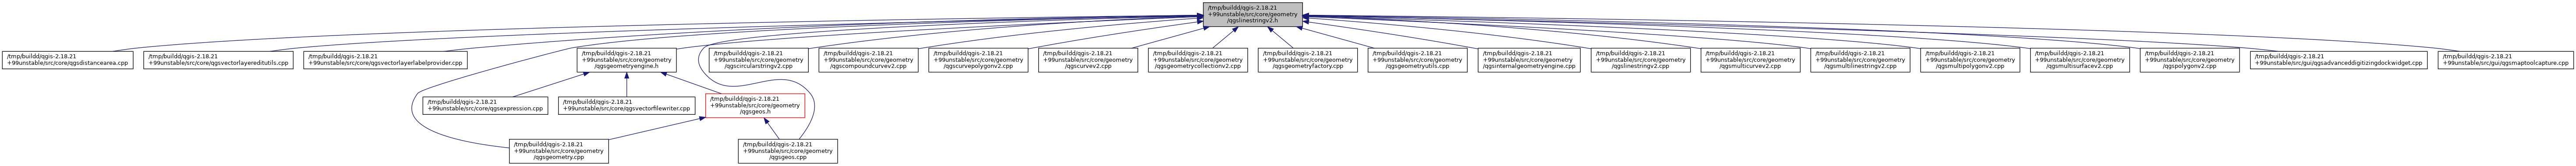 /tmp/buildd/qgis-2.18.21
+99unstable/src/core/geometry
/qgslinestringv2.h
/tmp/buildd/qgis-2.18.21
+99unstable/src/core/qgsdistancearea.cpp
/tmp/buildd/qgis-2.18.21
+99unstable/src/core/qgsvectorlayereditutils.cpp
/tmp/buildd/qgis-2.18.21
+99unstable/src/core/qgsvectorlayerlabelprovider.cpp
/tmp/buildd/qgis-2.18.21
+99unstable/src/core/geometry
/qgsgeometryengine.h
/tmp/buildd/qgis-2.18.21
+99unstable/src/core/geometry
/qgscircularstringv2.cpp
/tmp/buildd/qgis-2.18.21
+99unstable/src/core/geometry
/qgscompoundcurvev2.cpp
/tmp/buildd/qgis-2.18.21
+99unstable/src/core/geometry
/qgscurvepolygonv2.cpp
/tmp/buildd/qgis-2.18.21
+99unstable/src/core/geometry
/qgscurvev2.cpp
/tmp/buildd/qgis-2.18.21
+99unstable/src/core/geometry
/qgsgeometrycollectionv2.cpp
/tmp/buildd/qgis-2.18.21
+99unstable/src/core/geometry
/qgsgeometryfactory.cpp
/tmp/buildd/qgis-2.18.21
+99unstable/src/core/geometry
/qgsgeometryutils.cpp
/tmp/buildd/qgis-2.18.21
+99unstable/src/core/geometry
/qgsinternalgeometryengine.cpp
/tmp/buildd/qgis-2.18.21
+99unstable/src/core/geometry
/qgslinestringv2.cpp
/tmp/buildd/qgis-2.18.21
+99unstable/src/core/geometry
/qgsmulticurvev2.cpp
/tmp/buildd/qgis-2.18.21
+99unstable/src/core/geometry
/qgsmultilinestringv2.cpp
/tmp/buildd/qgis-2.18.21
+99unstable/src/core/geometry
/qgsmultipolygonv2.cpp
/tmp/buildd/qgis-2.18.21
+99unstable/src/core/geometry
/qgsmultisurfacev2.cpp
/tmp/buildd/qgis-2.18.21
+99unstable/src/core/geometry
/qgspolygonv2.cpp
/tmp/buildd/qgis-2.18.21
+99unstable/src/gui/qgsadvanceddigitizingdockwidget.cpp
/tmp/buildd/qgis-2.18.21
+99unstable/src/gui/qgsmaptoolcapture.cpp
/tmp/buildd/qgis-2.18.21
+99unstable/src/core/qgsexpression.cpp
/tmp/buildd/qgis-2.18.21
+99unstable/src/core/qgsvectorfilewriter.cpp
/tmp/buildd/qgis-2.18.21
+99unstable/src/core/geometry
/qgsgeos.h
/tmp/buildd/qgis-2.18.21
+99unstable/src/core/geometry
/qgsgeometry.cpp
/tmp/buildd/qgis-2.18.21
+99unstable/src/core/geometry
/qgsgeos.cpp